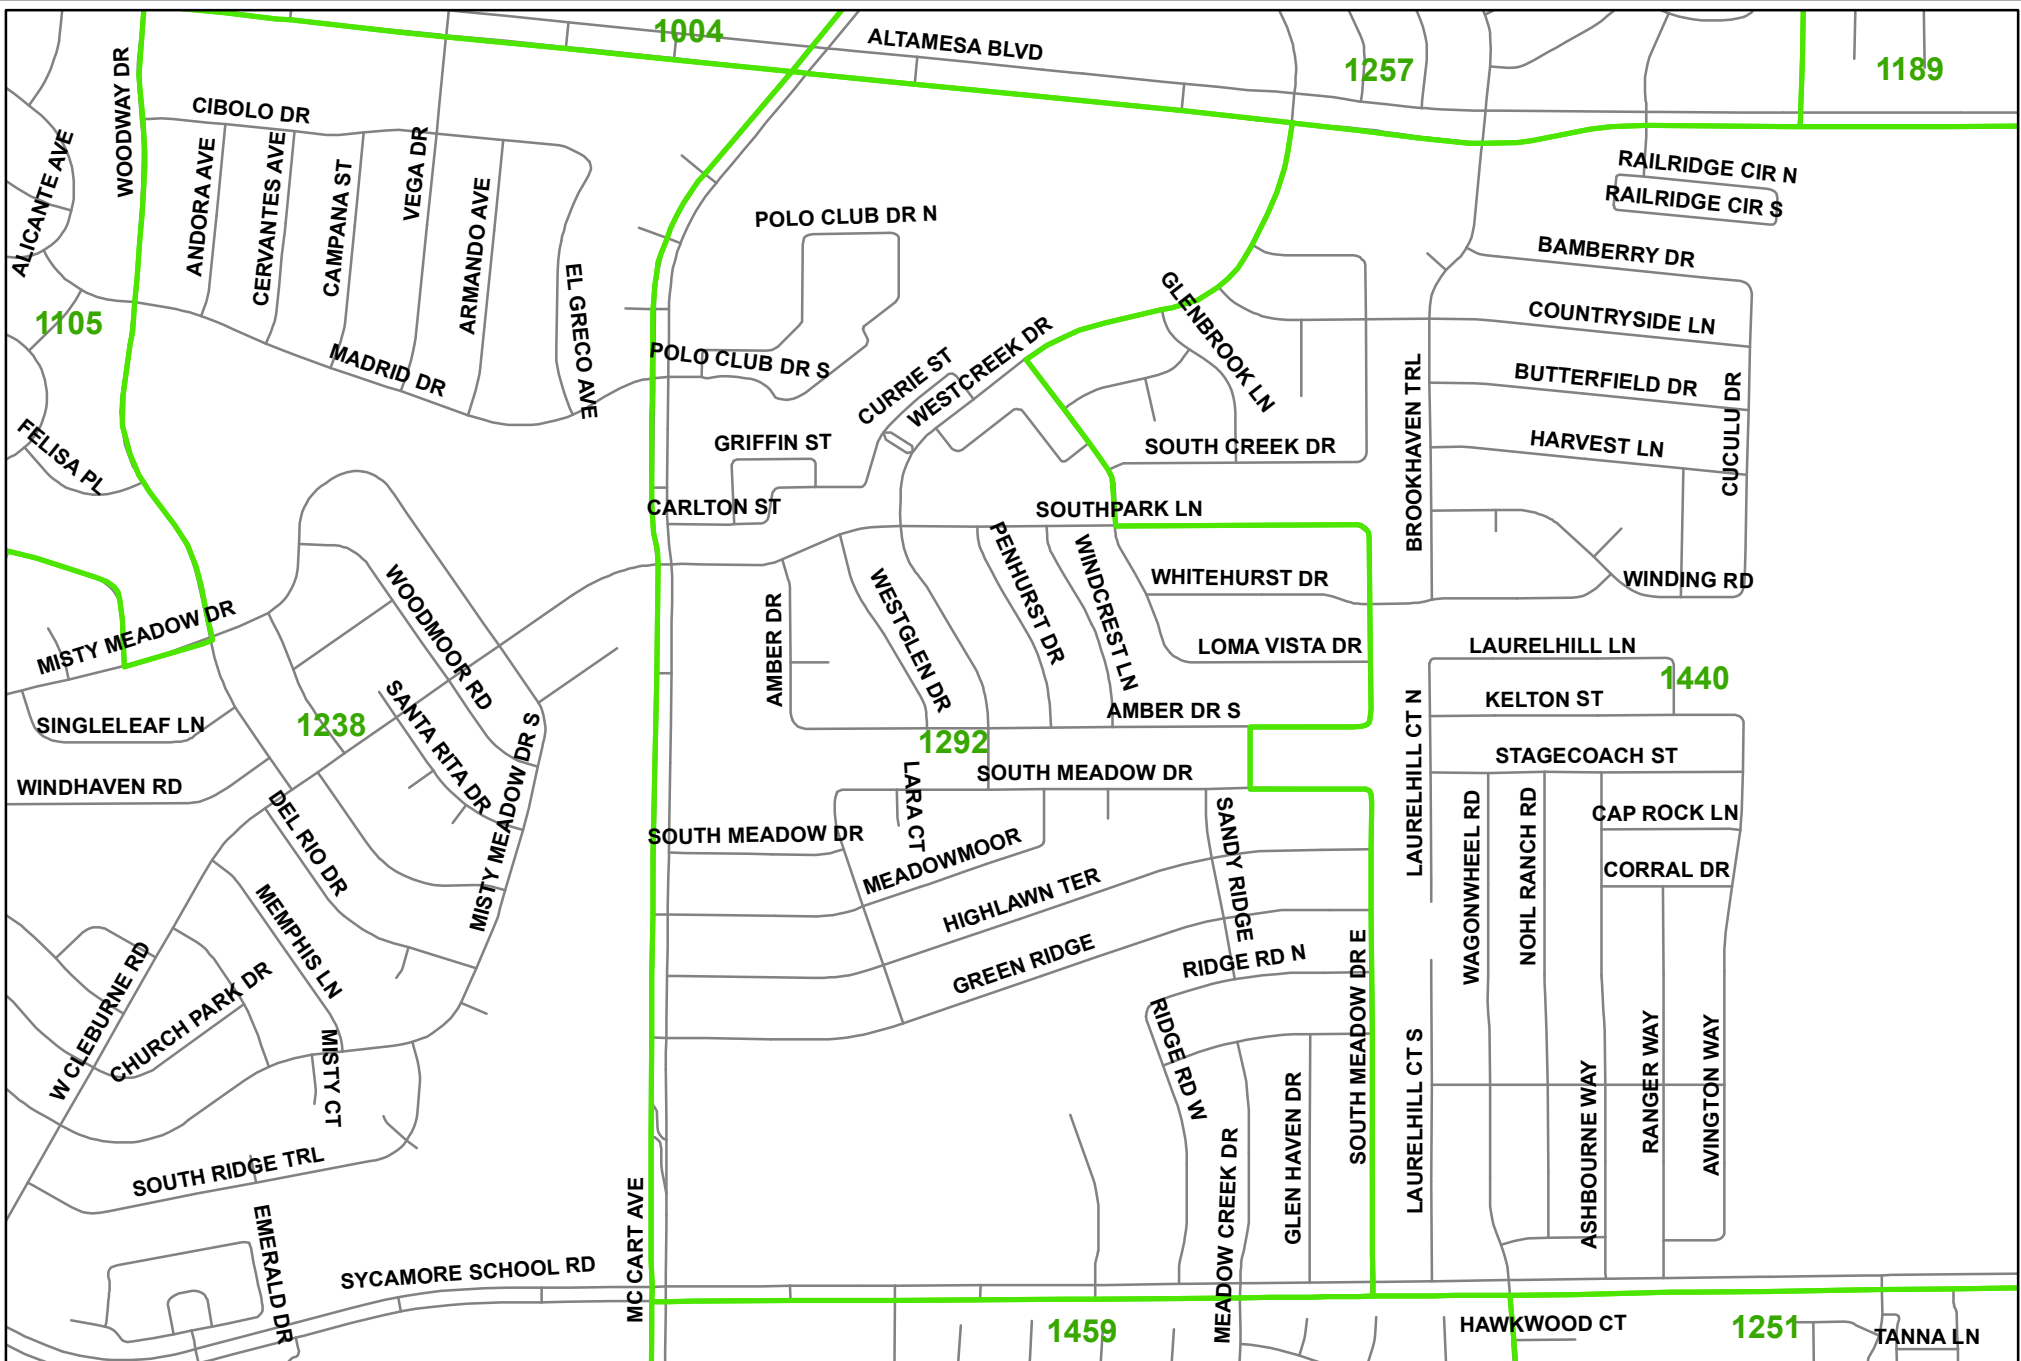 1004
ALTAMESA BLVD
1257
1189
WOODWAY DR
CIBOLO DR
ALICANTE AVE
ANDORA AVE
CERVANTES AVE
CAMPANA ST
VEGA DR
ARMANDO AVE
EL GRECO AVE
RAILRIDGE CIR N
RAILRIDGE CIR S
POLO CLUB DR N
BAMBERRY DR
1105
MADRID DR
POLO CLUB DR S
CURRIE ST
WESTCREEK DR
GLENBROOK LN
COUNTRYSIDE LN
BUTTERFIELD DR
CUCULU DR
BROOKHAVEN TRL
FELISA PL
GRIFFIN ST
SOUTH CREEK DR
HARVEST LN
CARLTON ST
SOUTHPARK LN
PENHURST DR
WINDCREST LN
WHITEHURST DR
WINDING RD
WOODMOOR RD
WESTGLEN DR
AMBER DR
MISTY MEADOW DR
LOMA VISTA DR
LAURELHILL LN
1440
SANTA RITA DR
KELTON ST
LAURELHILL CT N
SINGLELEAF LN
1238
AMBER DR S
MISTY MEADOW DR S
1292
STAGECOACH ST
WINDHAVEN RD
SOUTH MEADOW DR
LARA CT
DEL RIO DR
SOUTH MEADOW DR
MEADOWMOOR
SANDY RIDGE
WAGONWHEEL RD
NOHL RANCH RD
CAP ROCK LN
CORRAL DR
MEMPHIS LN
HIGHLAWN TER
GREEN RIDGE
RIDGE RD N
SOUTH MEADOW DR E
W CLEBURNE RD
CHURCH PARK DR
MISTY CT
RIDGE RD W
RANGER WAY
AVINGTON WAY
ASHBOURNE WAY
LAURELHILL CT S
GLEN HAVEN DR
MEADOW CREEK DR
SOUTH RIDGE TRL
EMERALD DR
SYCAMORE SCHOOL RD
MC CART AVE
1459
HAWKWOOD CT
1251
TANNA LN